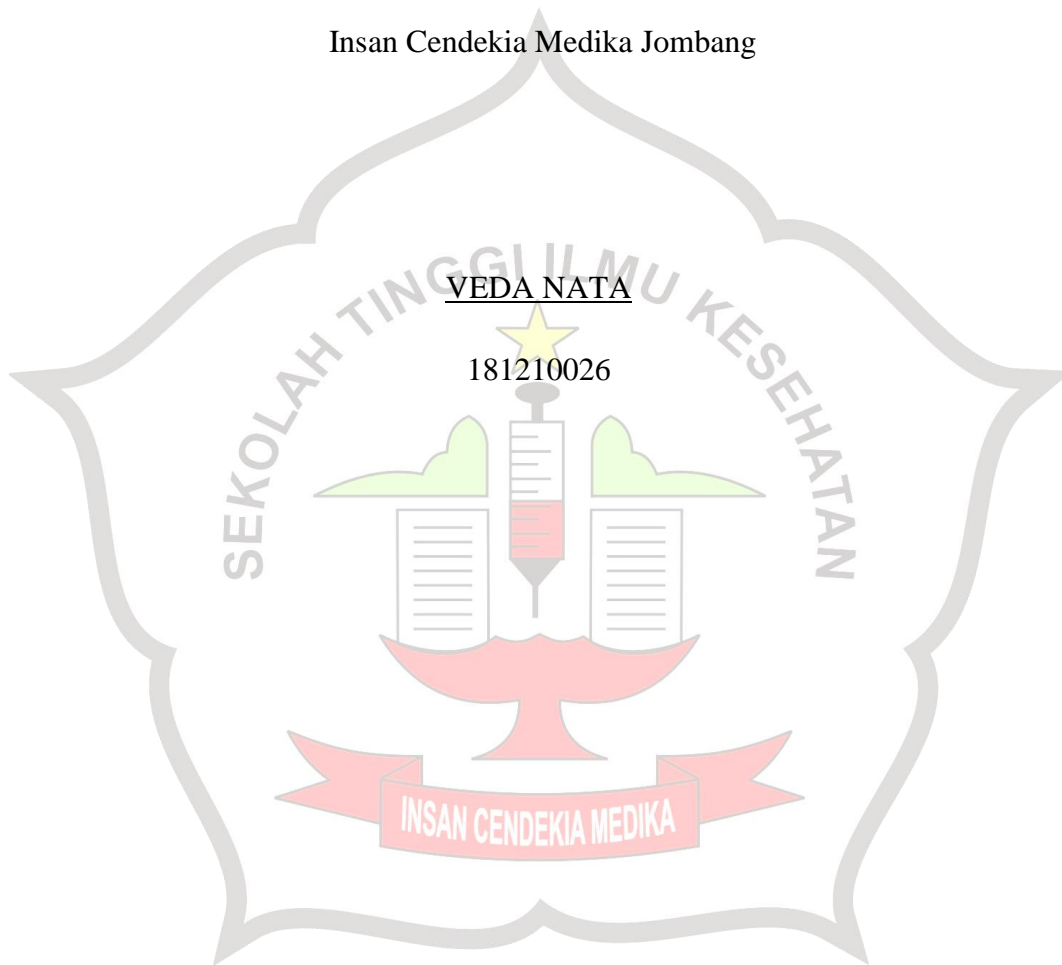 Insan Cendekia Medika Jombang
SEKOLAH TINGGI ILMU KESEHATAN
VEDA NATA
181210026
INSAN CENDEKIA MEDIKA